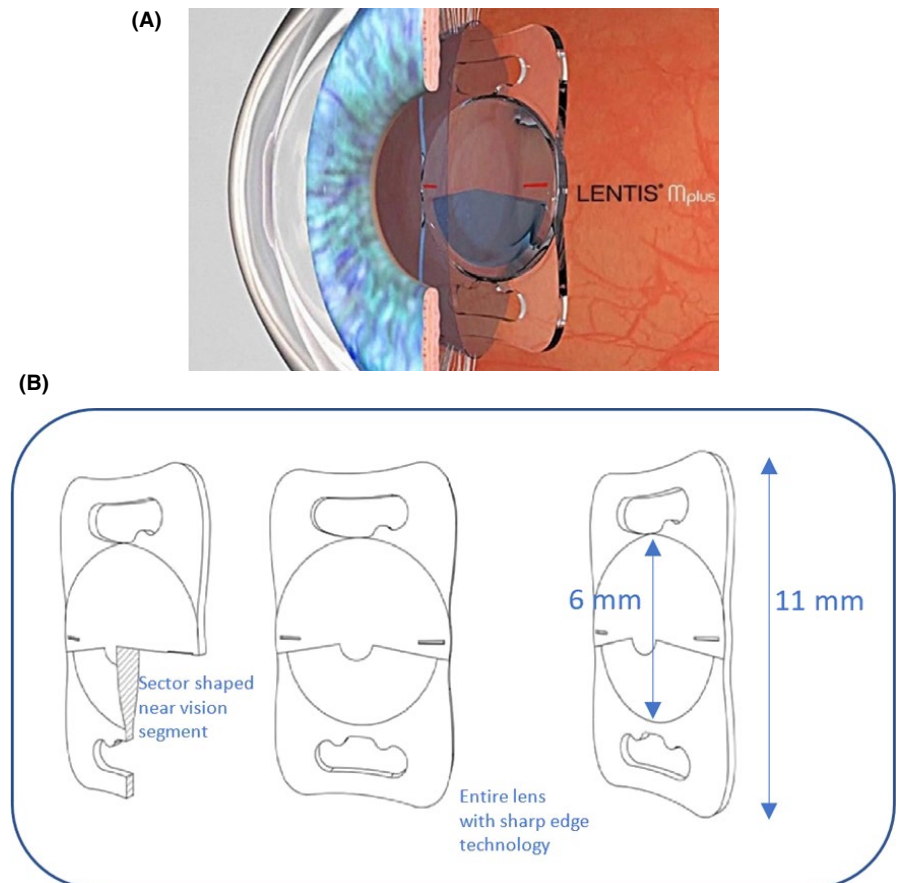 (A)
LENTIS® Mplus
(B)
6 mm
11 mm
Sector shaped
near vision
segment
Entire lens
with sharp edge
technology